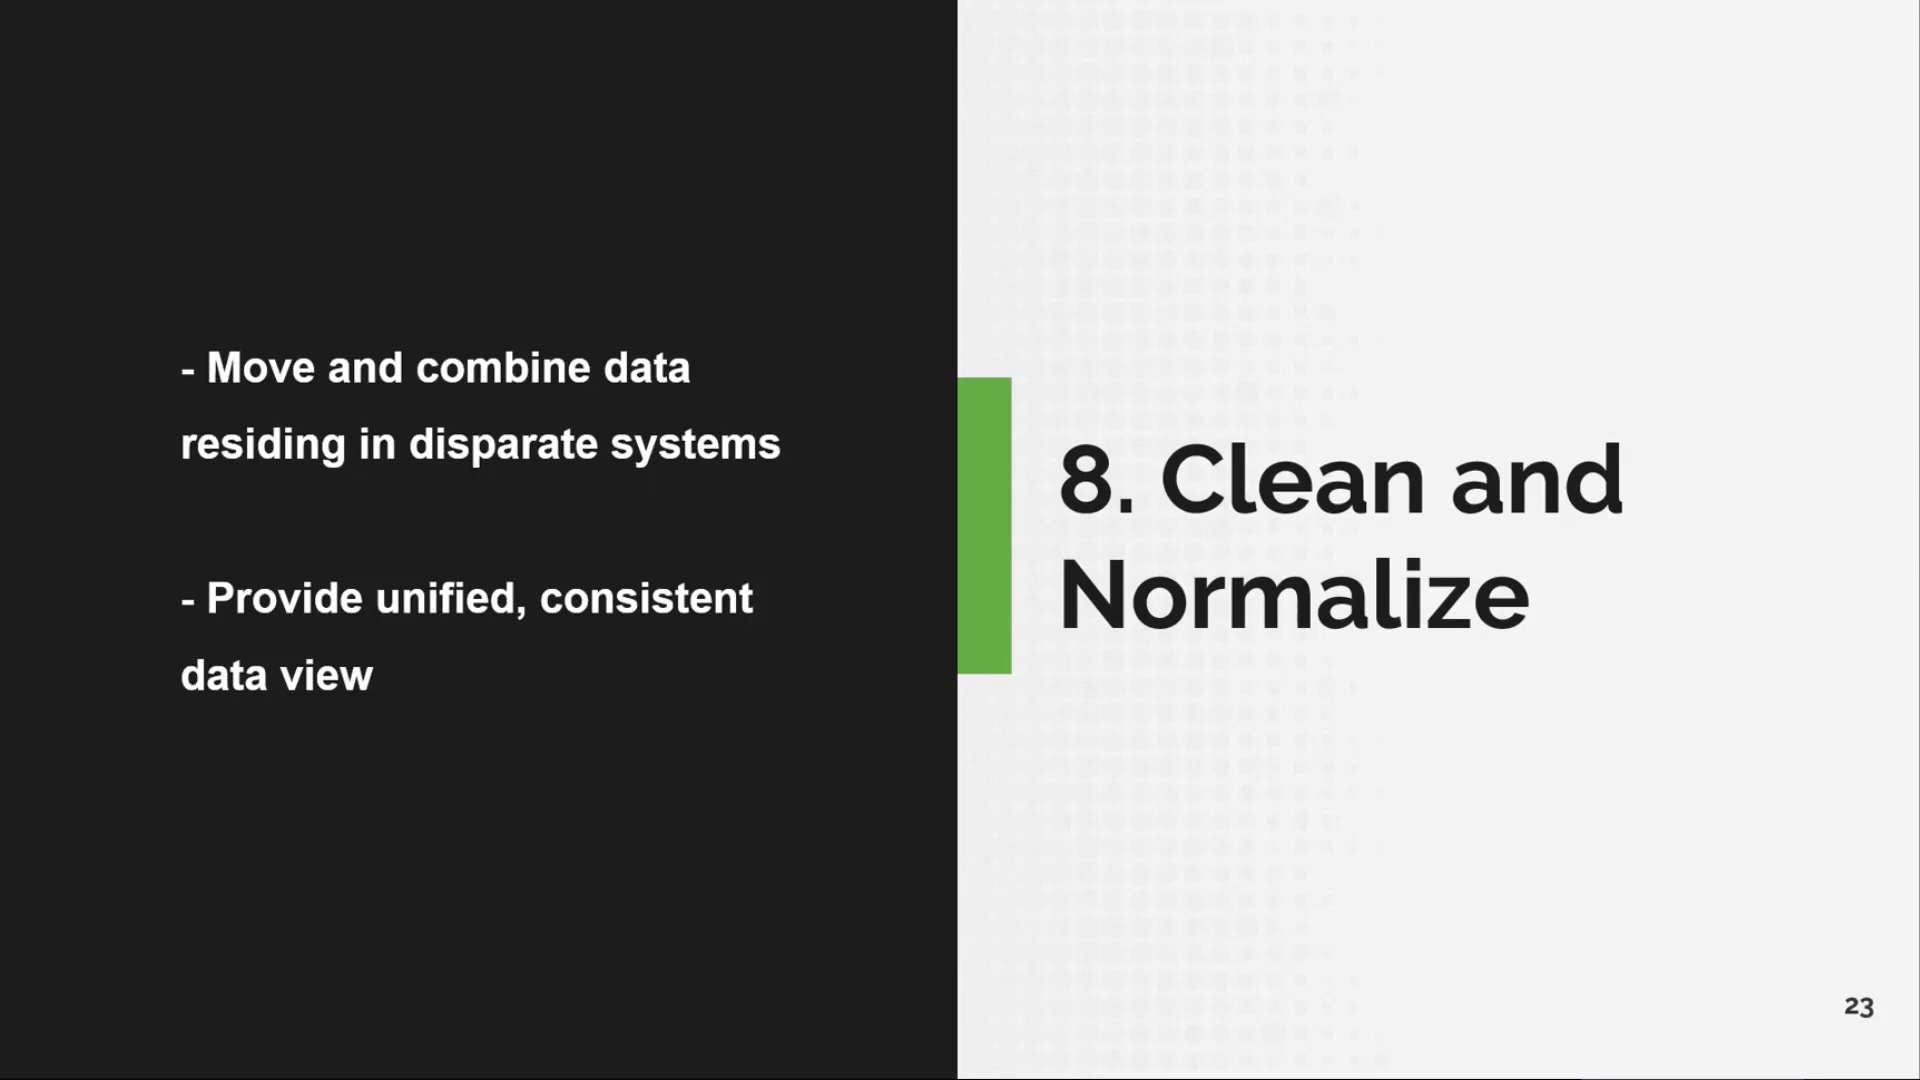 - Move and combine data
residing in disparate systems
- Provide unified, consistent
data view
8. Clean and
Normalize
23